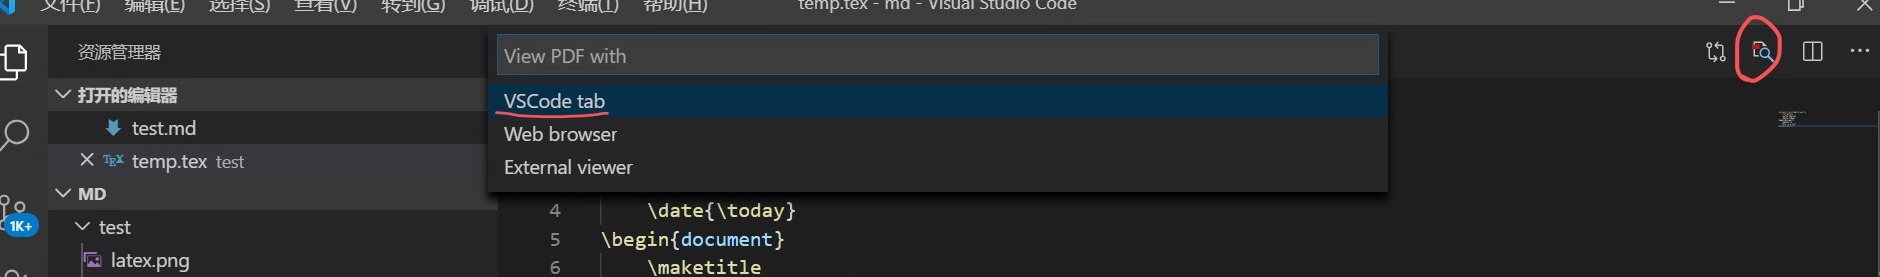 文件(F) 编辑(E) 选择(S) 查看(V) 转到(G) 调试(D) 终端(T) 帮助(H) temp.tex - md - Visual Studio Code
资源管理器
View PDF with
打开的编辑器
VSCode tab
test.md
Web browser
TEX temp.tex test
External viewer
MD
4 \date{\today}
1K+
test
5 \begin{document}
latex.png
6 \maketitle